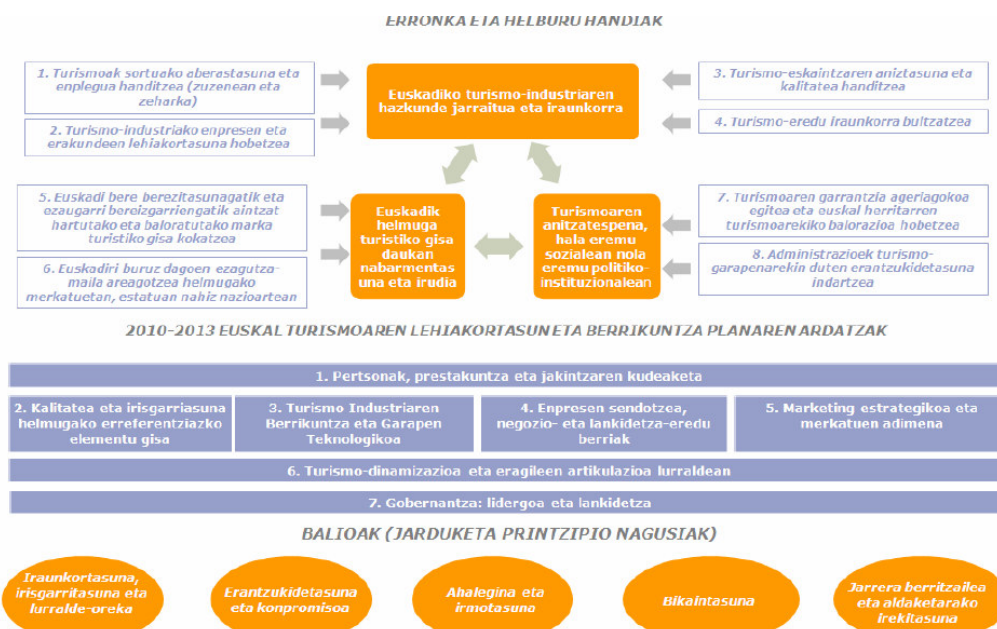 ERRONKA ETA HELBURU HANDIAK
1. Turismoak sortuako aberastasuna eta
enplegua handitzea (zuzenean eta
zeharka)
2. Turismo-industriako enpresen eta
erakundeen lehiakortasuna hobetzea
Euskadiko turismo-industriaren
hazkunde jarraitua eta iraunkorra
3. Turismo-eskaintzaren aniztasuna eta
kalitatea handitzea
4. Turismo-eredu iraunkorra bultzatzea
5. Euskadi bere berezitasunagatik eta
ezaugarri bereizgarriengatik aintzat
hartutako eta baloratutako marka
turistiko gisa kokatzea
6. Euskadiri buruz dagoen ezagutza-
maila areagotzea helmugako
merkatuetan, estatuan nahiz nazioartean
Euskadik
helmuga
turistiko gisa
daukan
nabarmentas
una eta irudia
Turismoaren
anitzatespena,
hala eremu
sozialean nola
eremu politiko-
instituzionalean
7. Turismoaren garrantzia ageriagokoa
egitea eta euskal herritarren
turismoarekiko balorazioa hobetzea
8. Administrazioek turismo-
garapenarekin duten erantzukidetasuna
indartzea
2010-2013 EUSKAL TURISMOAREN LEHIAKORTASUN ETA BERRIKUNTZA PLANAREN ARDATZAK
1. Pertsonak, prestakuntza eta jakintzaren kudeaketa
2. Kalitatea eta irisgarriasuna
helmugako erreferentziazko
elementu gisa
3. Turismo Industriaren
Berrikuntza eta Garapen
Teknologikoa
4. Enpresen sendotzea,
negozio- eta lankidetza-eredu
berriak
5. Marketing estrategikoa eta
merkatuen adimena
6. Turismo-dinamizazioa eta eragileen artikulazioa lurraldean
7. Gobernantza: lidergoa eta lankidetza
BALIOAK (JARDUKETA PRINTZIPIO NAGUSIAK)
Iraunkortasuna,
irisgarritasuna eta
lurralde-oreka
Erantzukidetasuna
eta konpromisoa
Ahalegina eta
irmotasuna
Bikaintasuna
Jarrera berritzailea
eta aldaketarako
irekitasuna